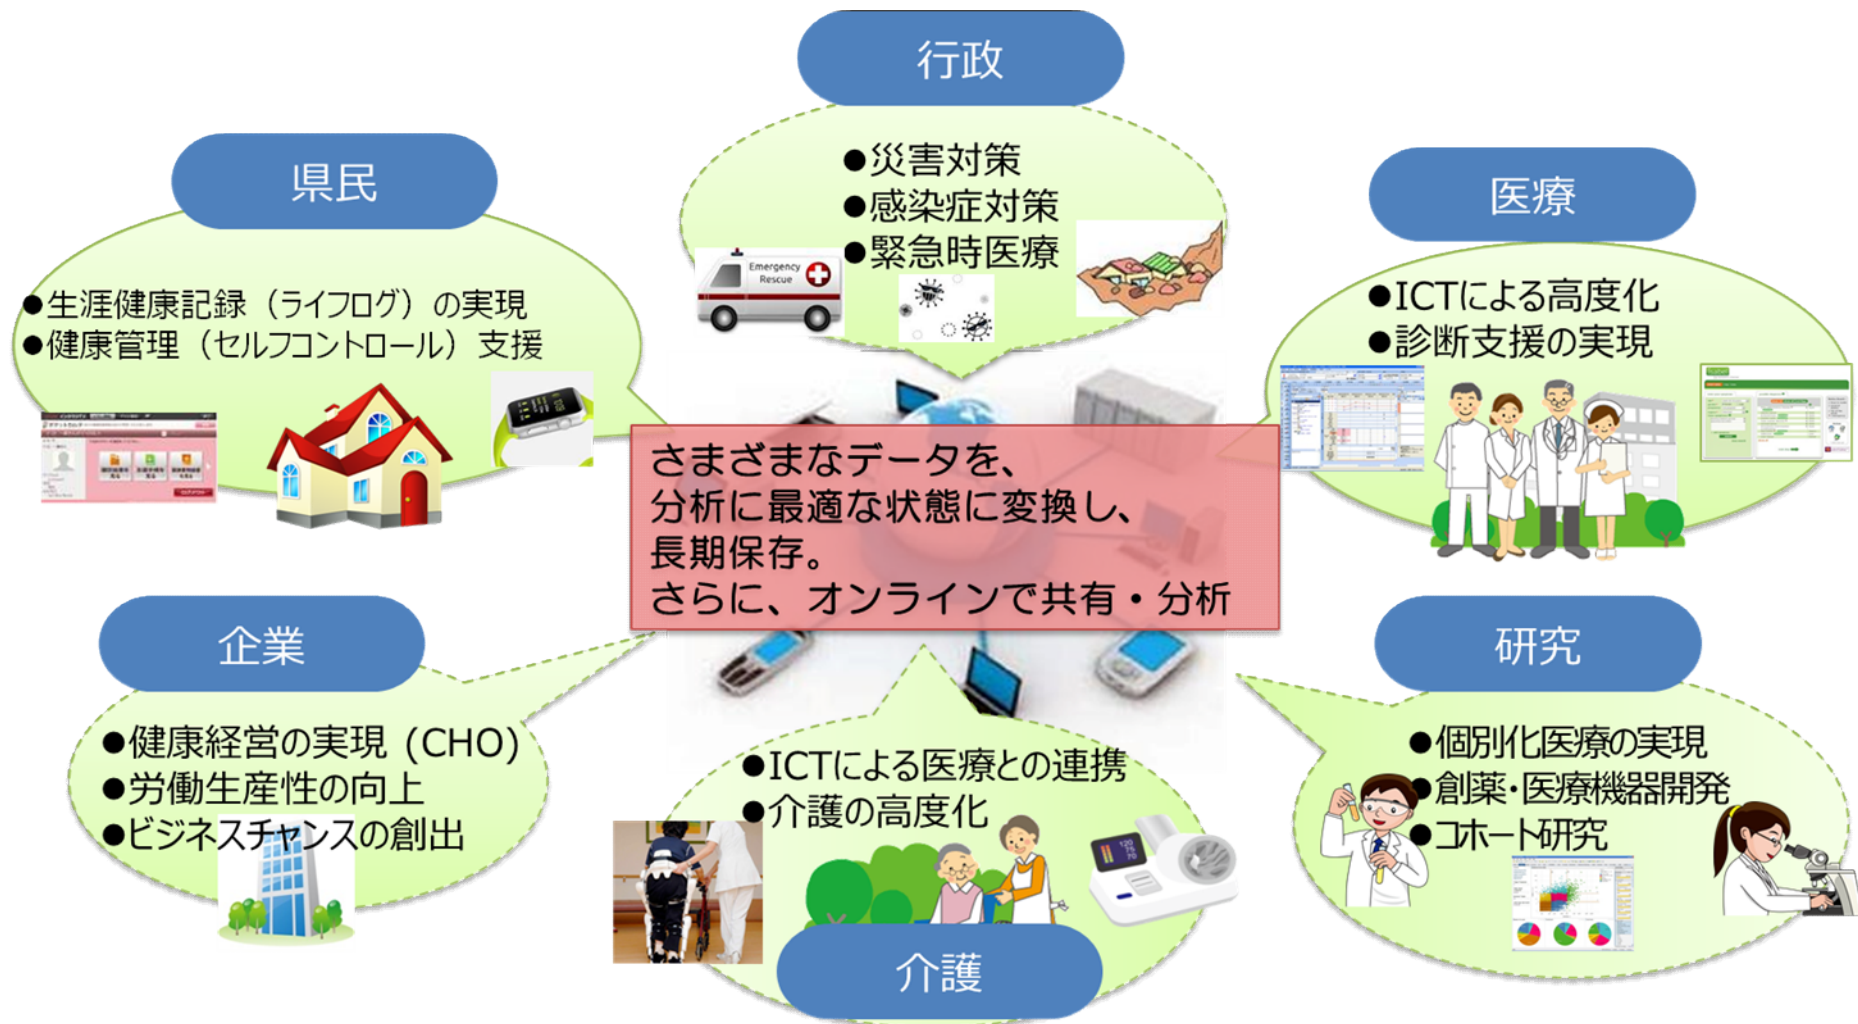 行政
●災害対策
●感染症対策
●緊急時医療
Emergency
Rescue
県民
●生涯健康記録（ライフログ）の実現
●健康管理（セルフコントロール）支援
医療
●ICTによる高度化
●診断支援の実現
さまざまなデータを、
分析に最適な状態に変換し、
長期保存。
さらに、オンラインで共有・分析
企業
●健康経営の実現 (CHO)
●労働生産性の向上
●ビジネスチャンスの創出
●ICTによる医療との連携
●介護の高度化
介護
研究
●個別化医療の実現
●創薬・医療機器開発
●コホート研究